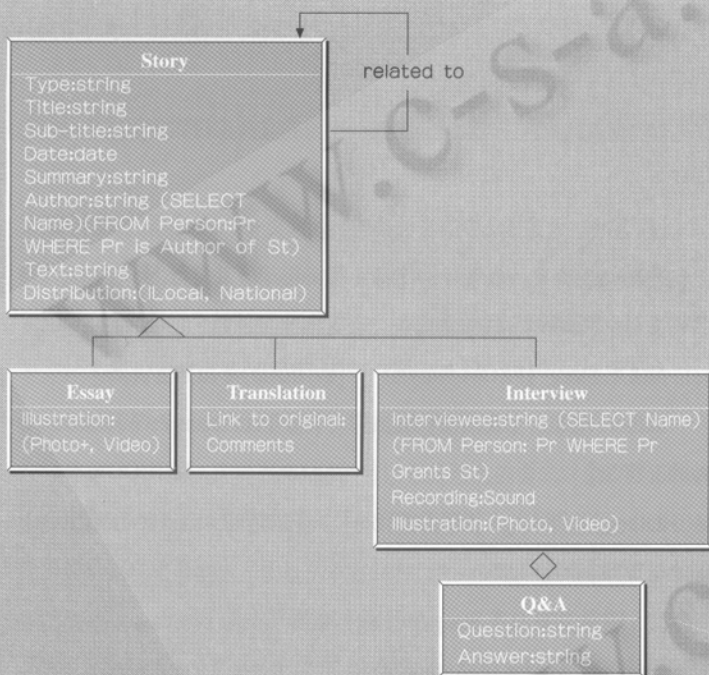 related to
Story
Type:string
Title:string
Sub-title:string
Date:date
Summary:string
Author:string (SELECT
Name)(FROM Person:Pr
WHERE Pr is Author of St)
Text:string
Distribution:(lLocal, National)
Essay
Illustration:
(Photo+, Video)
Translation
Link to original:
Comments
Interview
Interviewee:string (SELECT Name)
(FROM Person: Pr WHERE Pr
Grants St)
Recording:Sound
Illustration:(Photo, Video)
Q&A
Question:string
Answer:string
www.c-s-a.